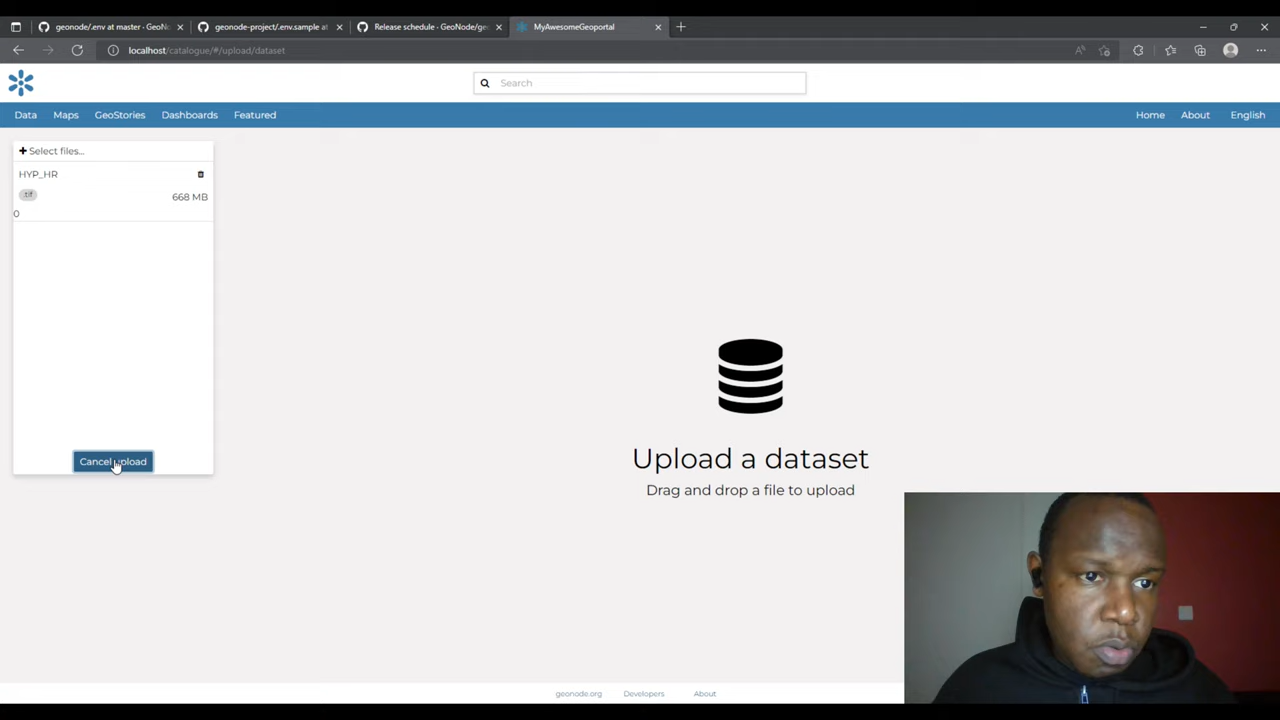 geonode/.env at master · GeoNo
geonode-project/.env.sample at
Release schedule · GeoNode/geo
MyAwesomeGeoportal
localhost/catalogue/#/upload/dataset
Search
Data Maps GeoStories Dashboards Featured Home About English
Select files...
HYP_HR
.tif
668 MB
0
Cancel upload
Upload a dataset
Drag and drop a file to upload
geonode.org Developers About